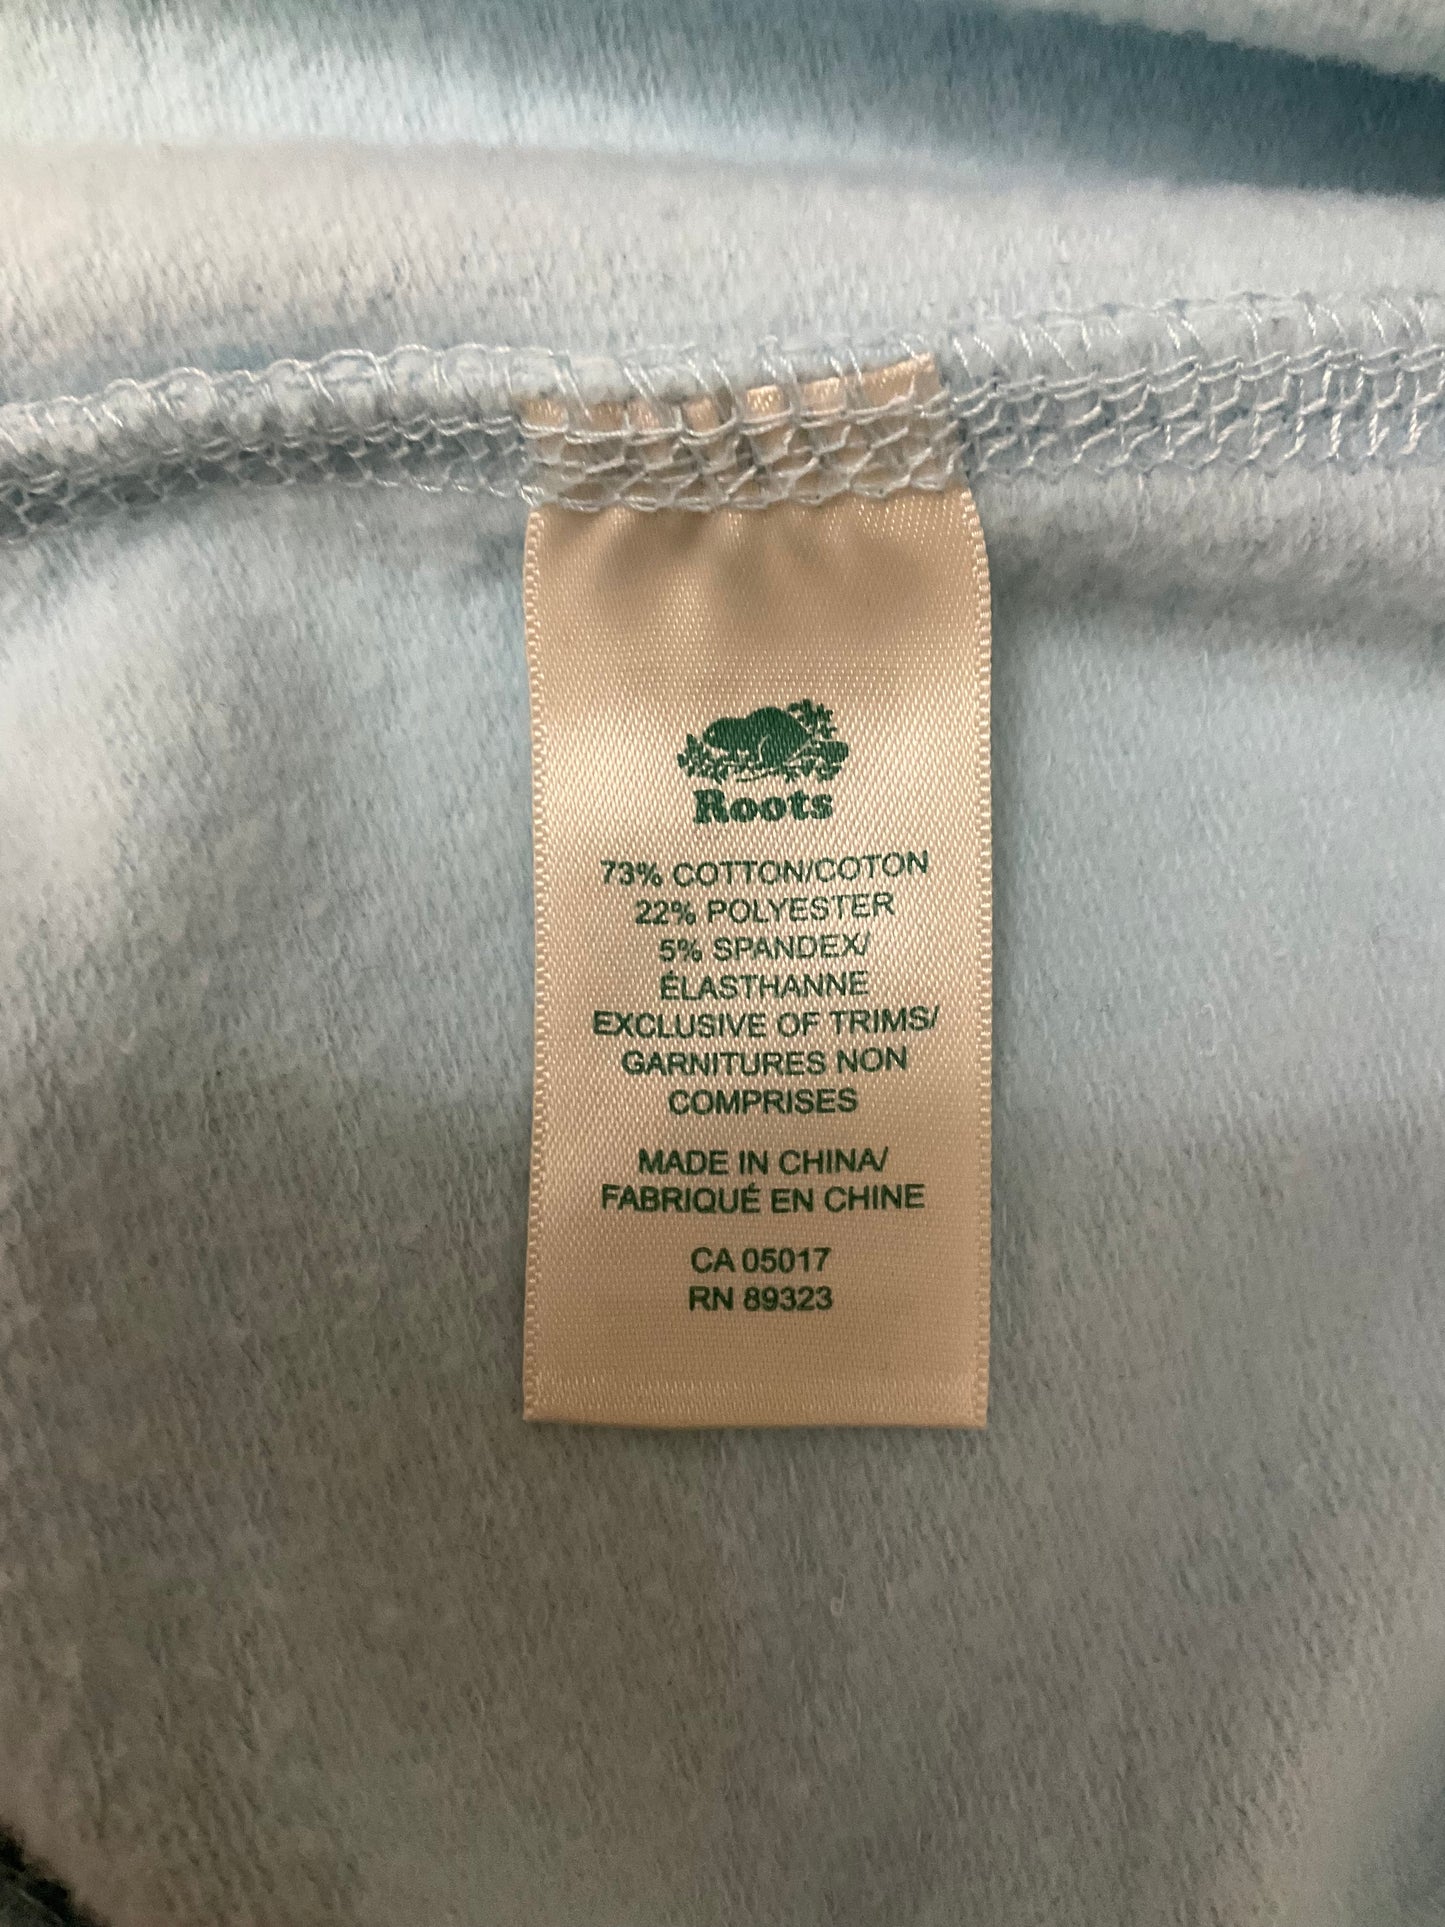 Roots
73% COTTON/COTON
22% POLYESTER
5% SPANDEX/
ÉLASTHANNE
EXCLUSIVE OF TRIMS/
GARNITURES NON
COMPRISES
MADE IN CHINA/
FABRIQUÉ EN CHINE
CA 05017
RN 89323